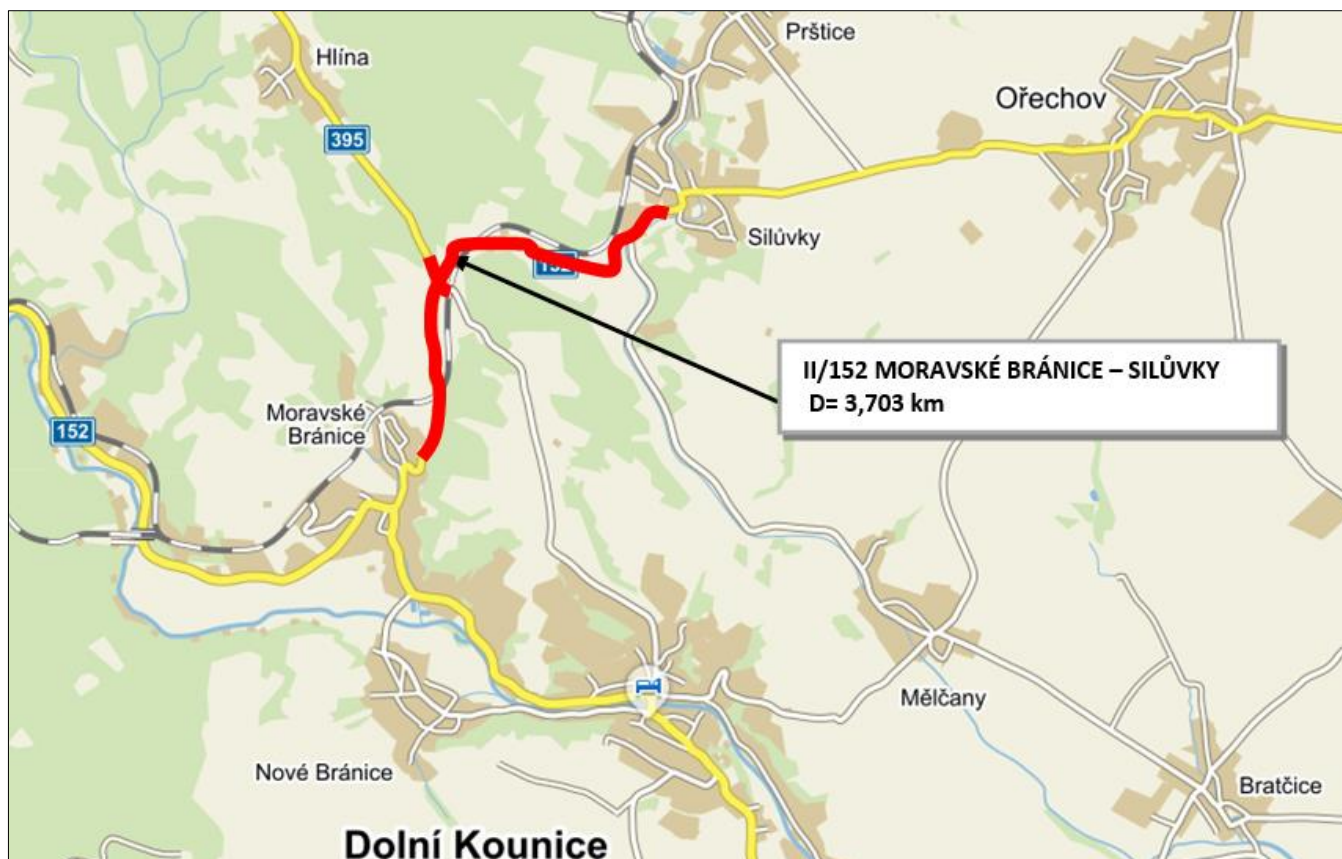 Prštice
Hlína
Ořechov
395
Silůvky
152
II/152 MORAVSKÉ BRÁNICE – SILŮVKY
D= 3,703 km
Moravské
Bránice
152
Mělčany
Nové Bránice
Bratčice
Dolní Kounice